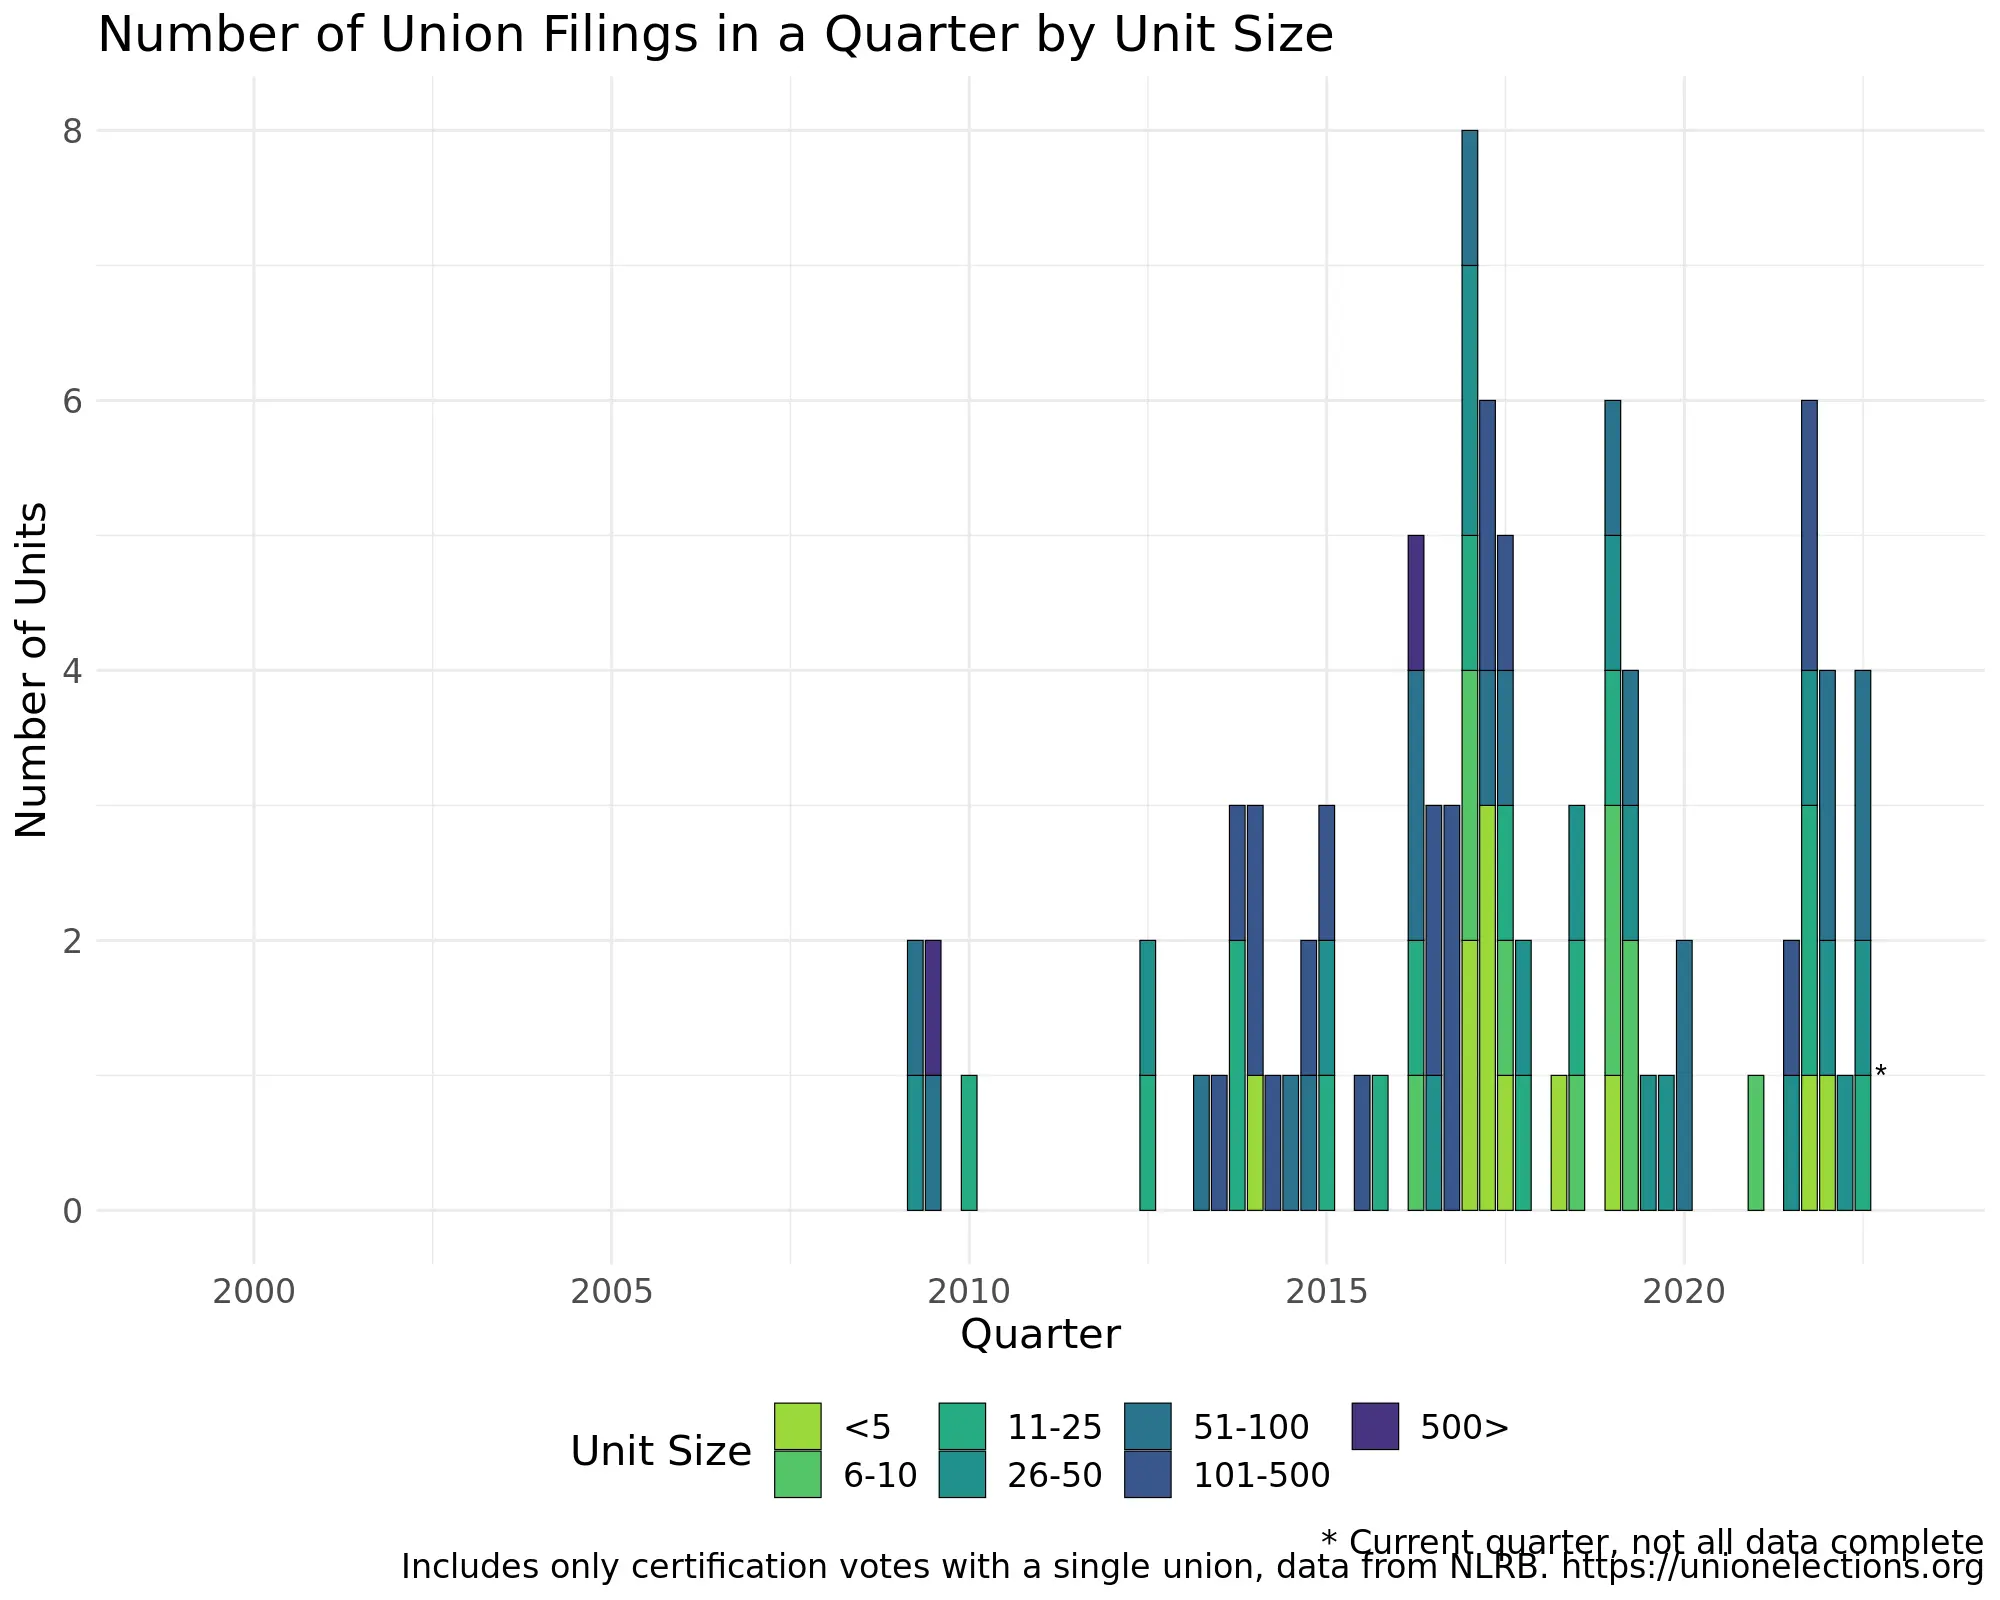 Number of Union Filings in a Quarter by Unit Size
Number of Units
8
6
4
2
0
*
2000 2005 2010 2015 2020
Quarter
Unit Size
<5 11-25 51-100 500>
6-10 26-50 101-500
* Current quarter, not all data complete
Includes only certification votes with a single union, data from NLRB. https://unionelections.org